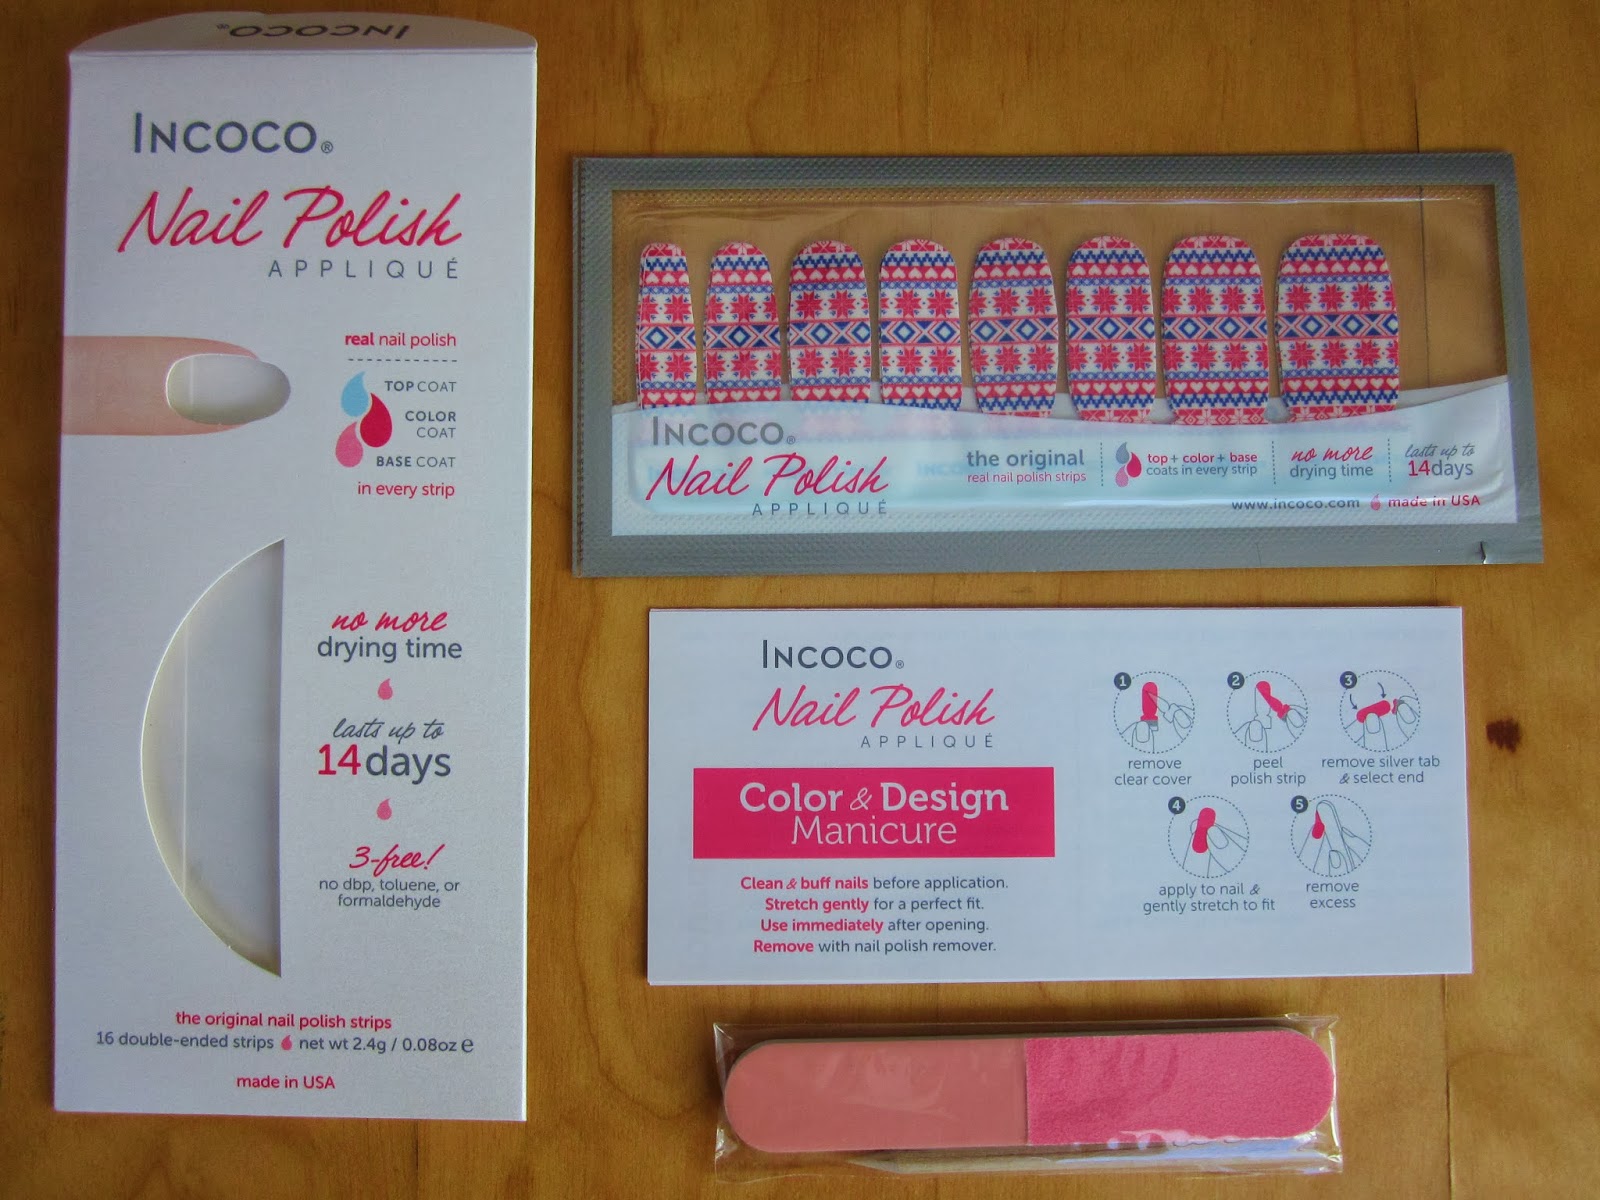 INCOCO®
INCOCO®
Nail Polish
APPLIQUÉ
real nail polish
TOP COAT
COLOR
COAT
BASE COAT
in every strip
no more
drying time
lasts up to
14 days
3-free!
no dbp, toluene, or
formaldehyde
the original nail polish strips
16 double-ended strips net wt 2.4g / 0.08oz e
made in USA
INCOCO®
Nail Polish
APPLIQUÉ
the original
real nail polish strips
top + color + base
coats in every strip
no more
drying time
lasts up to
14days
www.incoco.com made in USA
INCOCO®
Nail Polish
APPLIQUÉ
Color & Design
Manicure
Clean & buff nails before application.
Stretch gently for a perfect fit.
Use immediately after opening.
Remove with nail polish remover.
1
remove
clear cover
2
peel
polish strip
3
remove silver tab
& select end
4
apply to nail &
gently stretch to fit
5
remove
excess